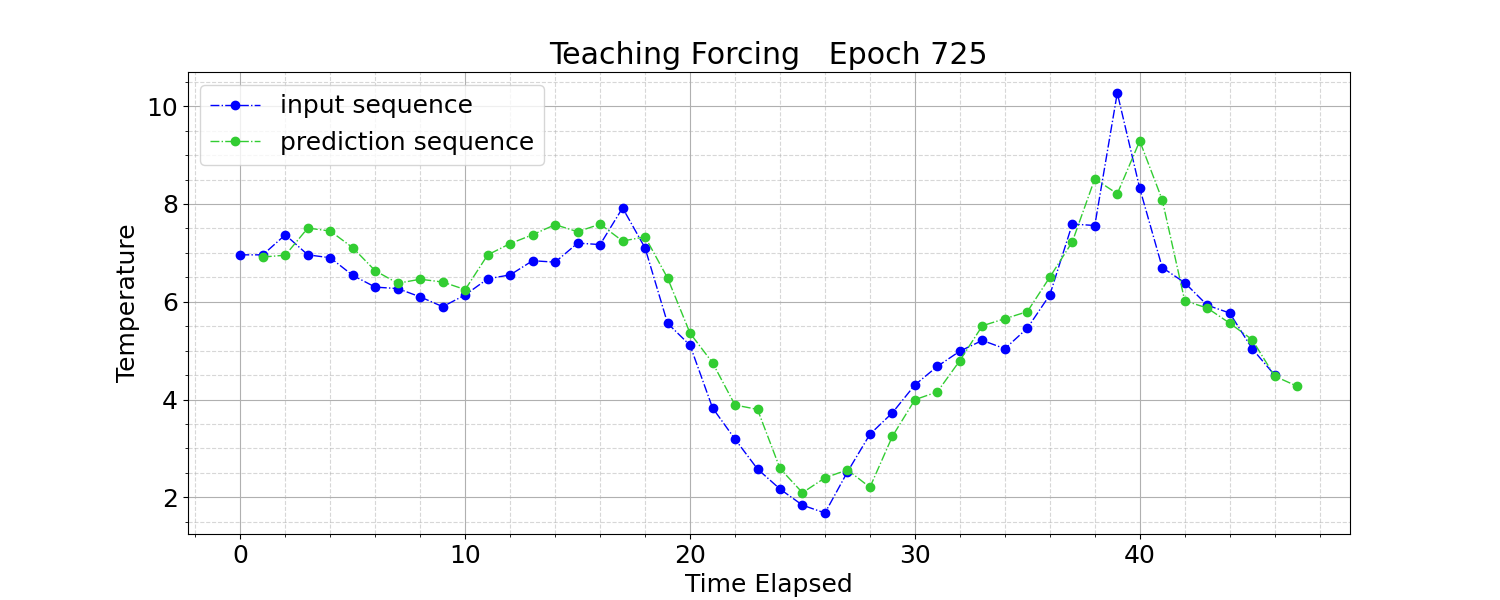 Teaching Forcing   Epoch 725
input sequence
prediction sequence
Temperature
10
8
6
4
2
0 10 20 30 40
Time Elapsed